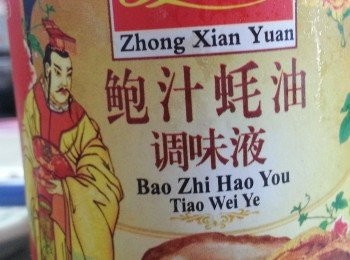 Zhong Xian Yuan
鲍汁蚝油
调味液
Bao Zhi Hao You
Tiao Wei Ye